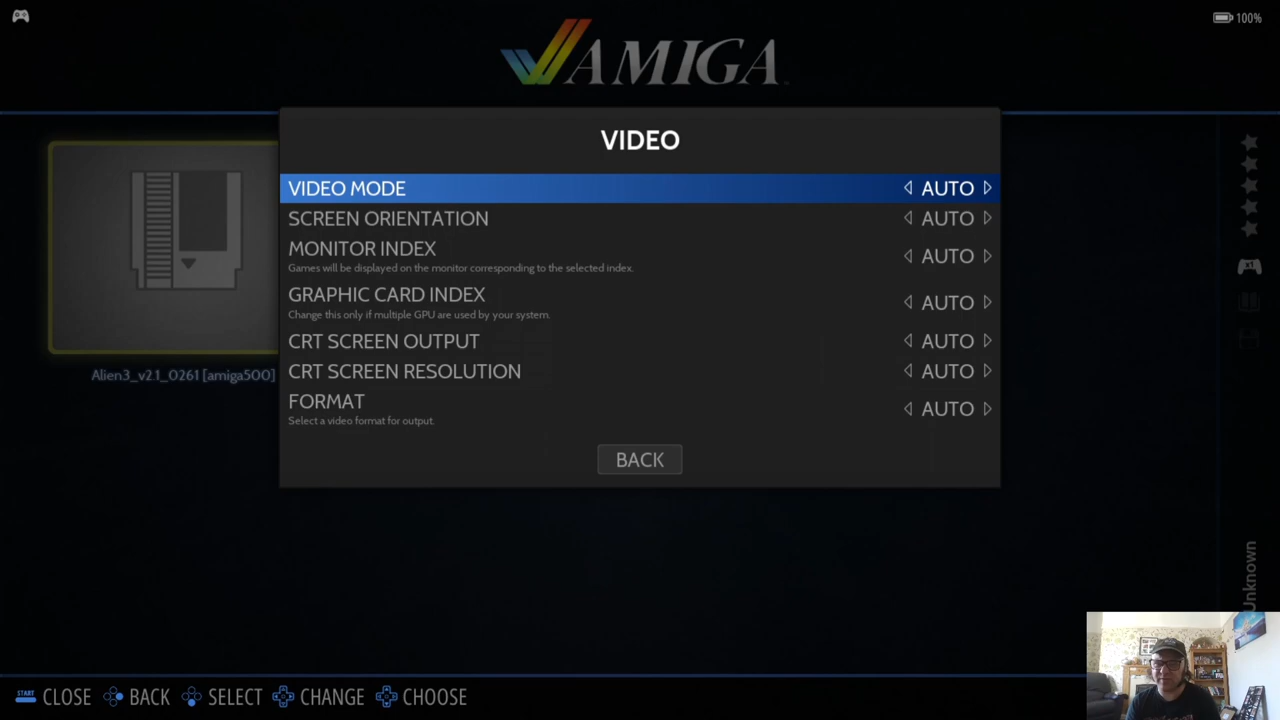 100%
AMIGA
VIDEO
VIDEO MODE AUTO
SCREEN ORIENTATION AUTO
MONITOR INDEX AUTO
Games will be displayed on the monitor corresponding to the selected index.
GRAPHIC CARD INDEX AUTO
Change this only if multiple GPU are used by your system.
CRT SCREEN OUTPUT AUTO
CRT SCREEN RESOLUTION AUTO
FORMAT AUTO
Select a video format for output.
BACK
Alien3_v2.1_0261 [amiga500]
x1
Unknown
START CLOSE BACK SELECT CHANGE CHOOSE